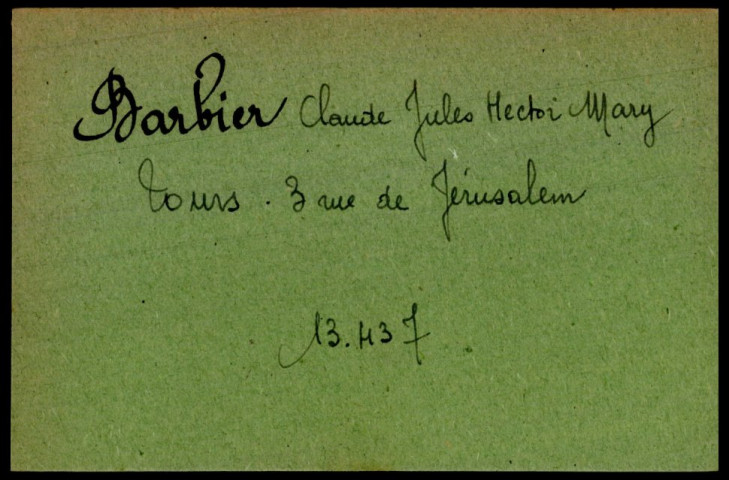 Barbier Claude Jules Hector Mary
Tours. 3 rue de Jérusalem
13.437